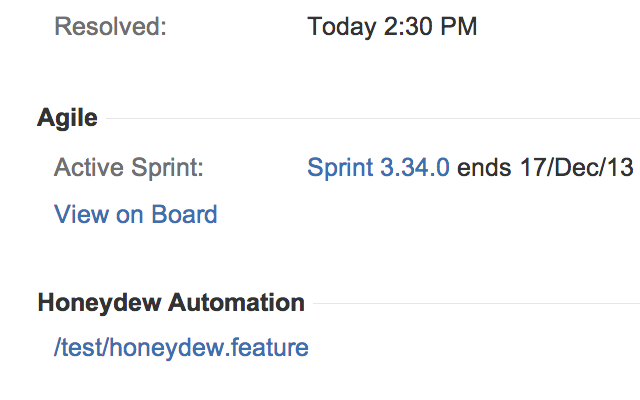 Resolved: Today 2:30 PM
Agile
Active Sprint: Sprint 3.34.0 ends 17/Dec/13
View on Board
Honeydew Automation
/test/honeydew.feature